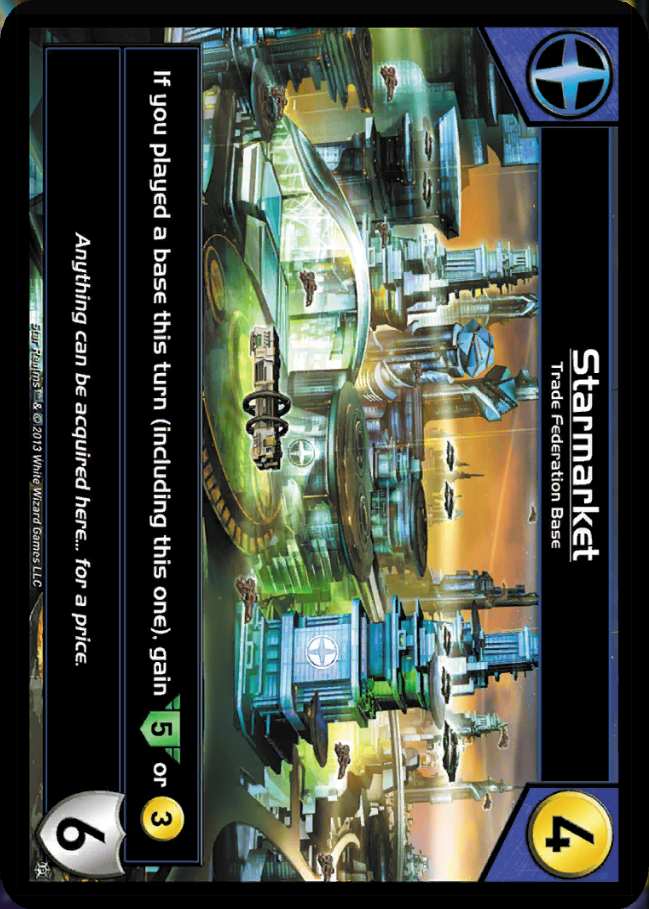 Starmarket
Trade Federation Base
4
If you played a base this turn (including this one), gain 5 or 3
Anything can be acquired here... for a price.
6
Star Realms™ & © 2013 White Wizard Games LLC